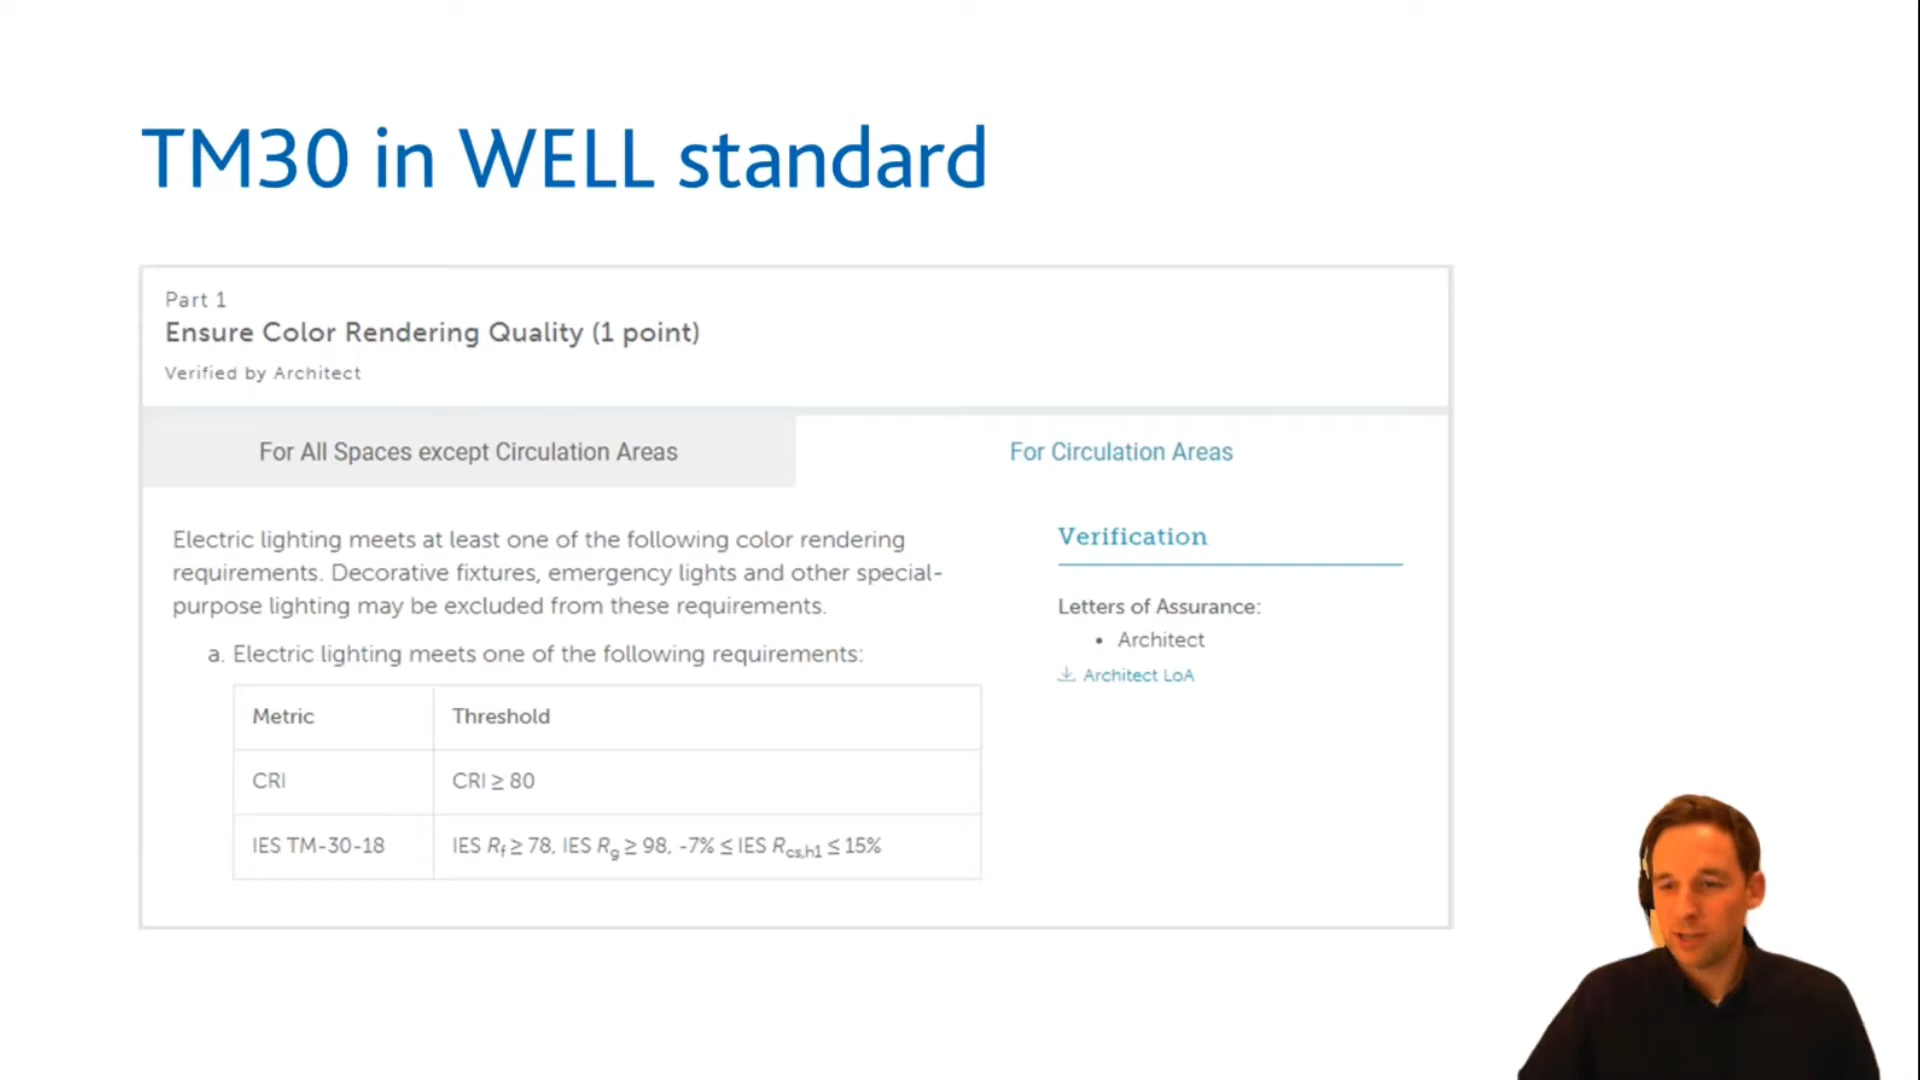 TM30 in WELL standard
Part 1
Ensure Color Rendering Quality (1 point)
Verified by Architect
For All Spaces except Circulation Areas
For Circulation Areas
Electric lighting meets at least one of the following color rendering
requirements. Decorative fixtures, emergency lights and other special-
purpose lighting may be excluded from these requirements.
a. Electric lighting meets one of the following requirements:
Metric Threshold
CRI CRI ≥ 80
IES TM-30-18 IES Rf ≥ 78, IES Rg ≥ 98, -7% ≤ IES Rcs,h1 ≤ 15%
Verification
Letters of Assurance:
• Architect
Architect LoA